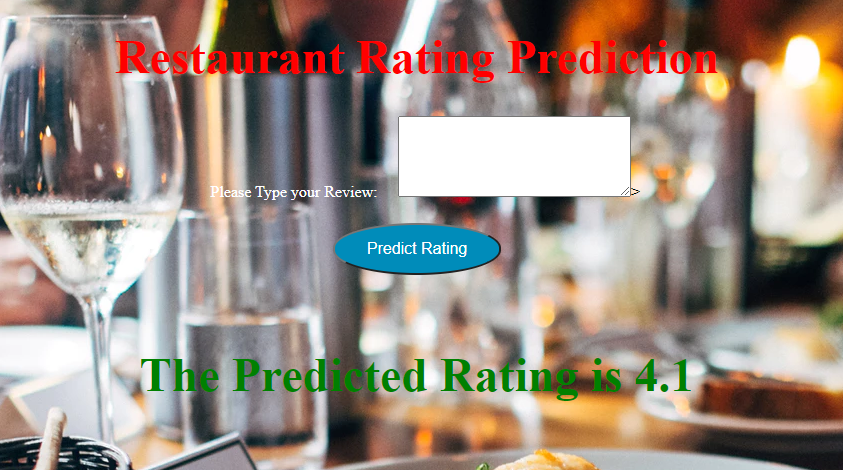 Restaurant Rating Prediction
Please Type your Review: >
Predict Rating
The Predicted Rating is 4.1